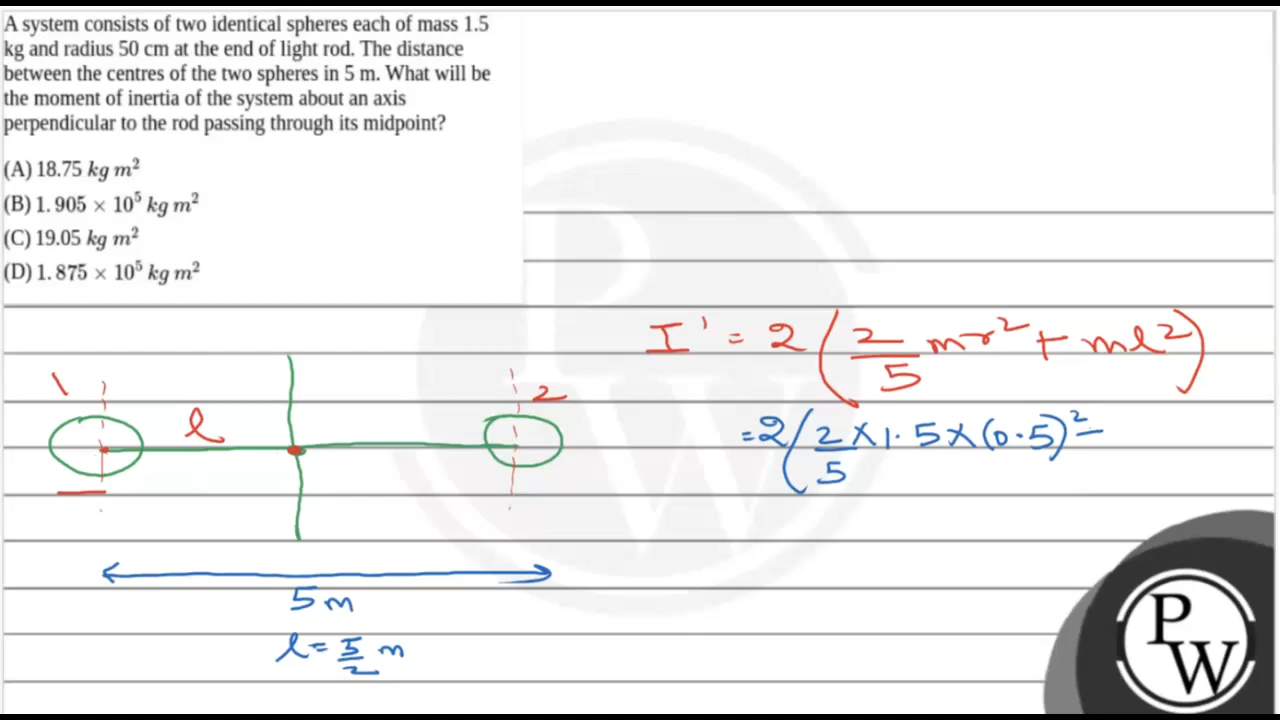 A system consists of two identical spheres each of mass 1.5
kg and radius 50 cm at the end of light rod. The distance
between the centres of the two spheres in 5 m. What will be
the moment of inertia of the system about an axis
perpendicular to the rod passing through its midpoint?
(A) 18.75 kg m²
(B) 1.905 × 10⁵ kg m²
(C) 19.05 kg m²
(D) 1.875 × 10⁵ kg m²
I' = 2 ( 2/5 mr² + ml² )
= 2 ( 2/5 × 1.5 × (0.5)²
1
l
2
5 m
l = 5/2 m
P
W
P
W